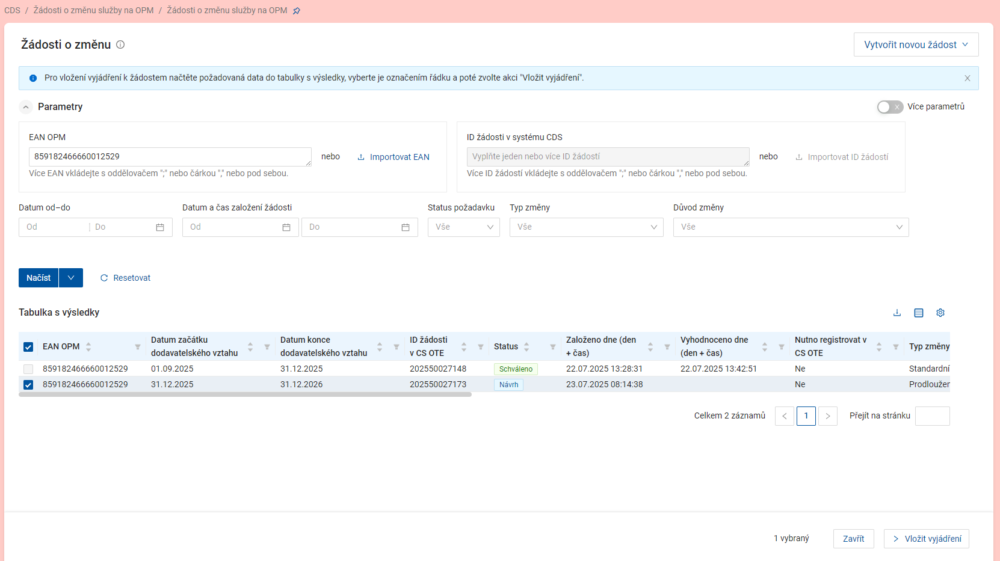 CDS / Žádosti o změnu služby na OPM / Žádosti o změnu služby na OPM
Žádosti o změnu
Vytvořit novou žádost
Pro vložení vyjádření k žádostem načtěte požadovaná data do tabulky s výsledky, vyberte je označením řádku a poté zvolte akci "Vložit vyjádření".
Parametry
Více parametrů
EAN OPM
859182466660012529
nebo
Importovat EAN
Více EAN vkládejte s oddělovačem ";" nebo čárkou "," nebo pod sebou.
ID žádosti v systému CDS
Vyplňte jeden nebo více ID žádostí
nebo
Importovat ID žádostí
Více ID žádostí vkládejte s oddělovačem ";" nebo čárkou "," nebo pod sebou.
Datum od–do
Od
Do
Datum a čas založení žádosti
Od
Do
Status požadavku
Vše
Typ změny
Vše
Důvod změny
Vše
Načíst
Resetovat
Tabulka s výsledky
EAN OPM
Datum začátku
dodavatelského vztahu
Datum konce
dodavatelského vztahu
ID žádosti
v CS OTE
Status
Založeno dne (den
+ čas)
Vyhodnoceno dne
(den + čas)
Nutno registrovat v
CS OTE
Typ změny
859182466660012529 01.09.2025 31.12.2025 202550027148 Schváleno 22.07.2025 13:28:31 22.07.2025 13:42:51 Ne Standardní
859182466660012529 31.12.2025 31.12.2026 202550027173 Návrh 23.07.2025 08:14:38 Ne Prodloužen
Celkem 2 záznamů
1
Přejít na stránku
1 vybraný
Zavřít
Vložit vyjádření